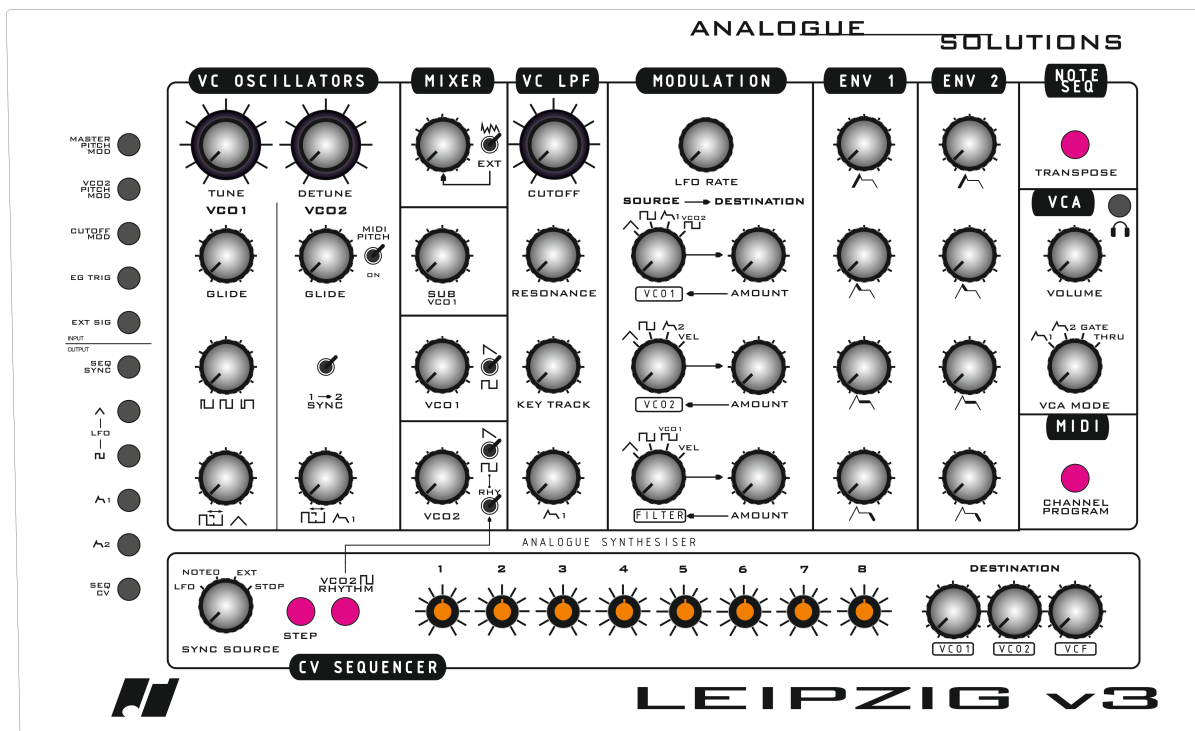 ANALOGUE
SOLUTIONS
VC OSCILLATORS
MIXER
VC LPF
MODULATION
ENV 1
ENV 2
NOTE
SEQ
MASTER
PITCH
MOD
VCO2
PITCH
MOD
CUTOFF
MOD
EG TRIG
EXT SIG
INPUT
OUTPUT
SEQ
SYNC
LFO
1
2
SEQ
CV
TUNE
DETUNE
VCO1
VCO2
MIDI
PITCH
ON
GLIDE
GLIDE
1 → 2
SYNC
1
EXT
SUB
VCO1
VCO1
VCO2
RHY
CUTOFF
RESONANCE
KEY TRACK
1
LFO RATE
SOURCE → DESTINATION
1 VCO2
VCO1 AMOUNT
2
VEL
VCO2 AMOUNT
VCO1
VEL
FILTER AMOUNT
TRANSPOSE
VCA
VOLUME
1 2 GATE
THRU
VCA MODE
MIDI
CHANNEL
PROGRAM
ANALOGUE SYNTHESISER
NOTEO EXT
LFO STOP
SYNC SOURCE
STEP
VCO2
RHYTHM
1 2 3 4 5 6 7 8
DESTINATION
VCO1 VCO2 VCF
CV SEQUENCER
LEIPZIG v3